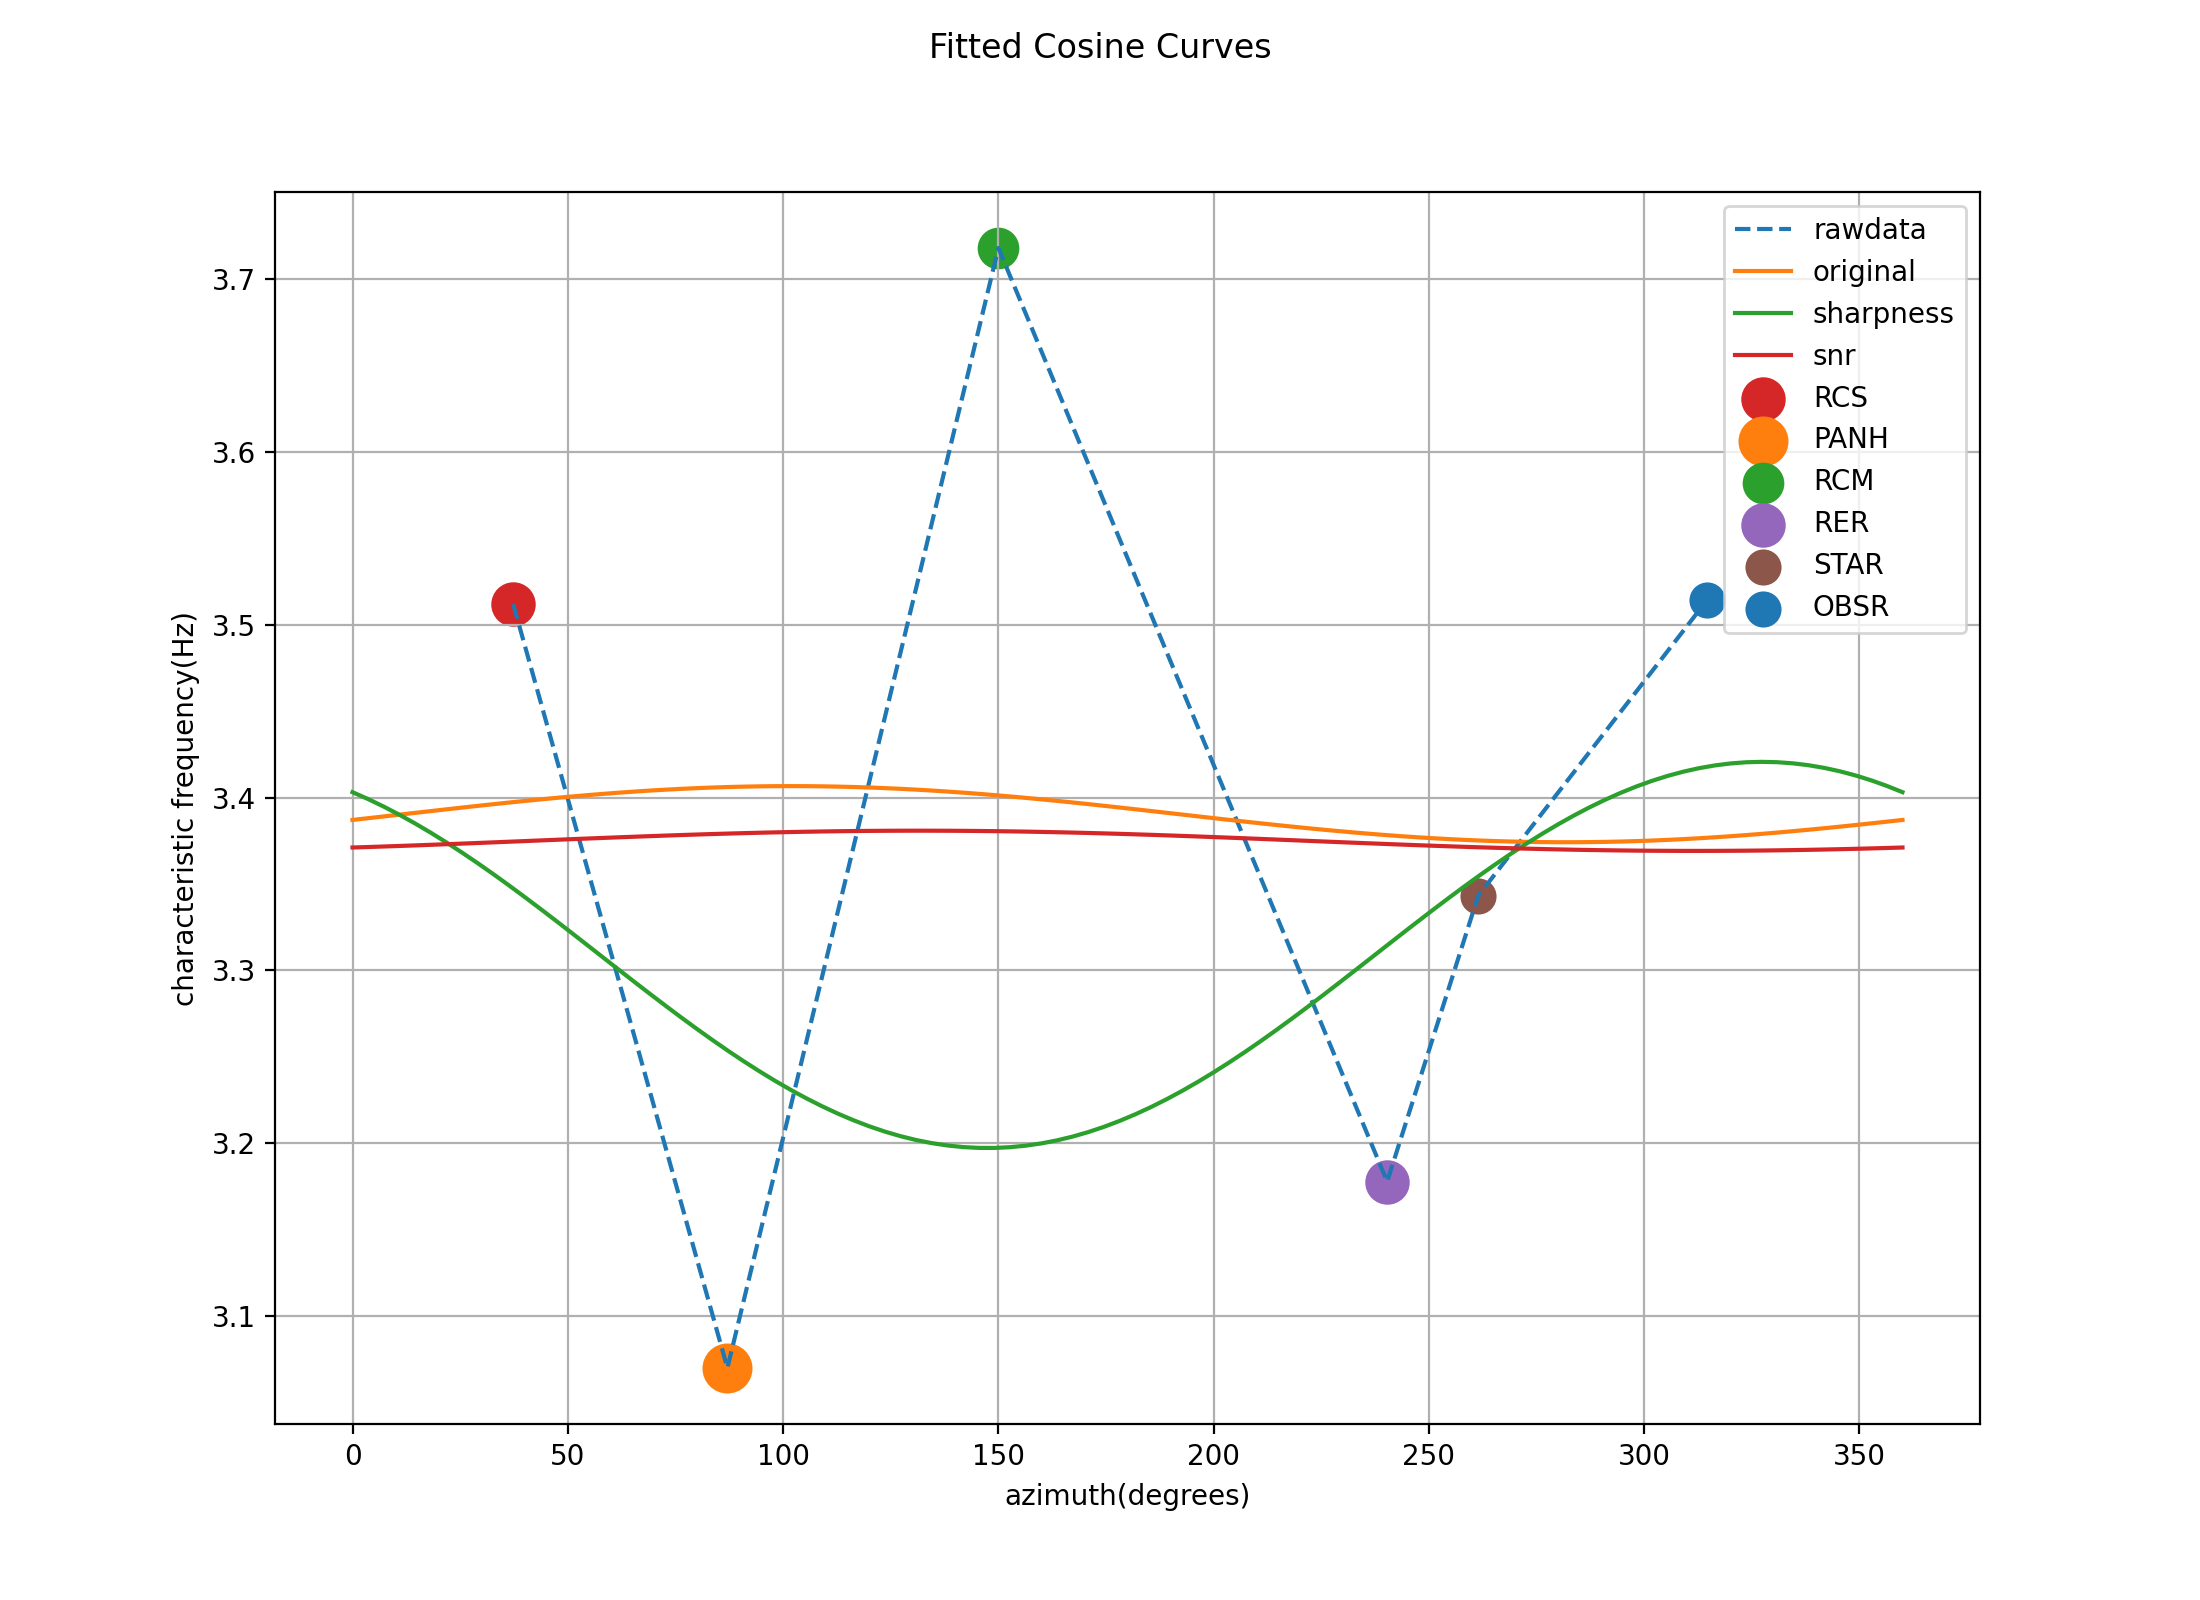 Fitted Cosine Curves
rawdata
original
sharpness
snr
RCS
PANH
RCM
RER
STAR
OBSR
3.7
3.6
3.5
3.4
3.3
3.2
3.1
characteristic frequency(Hz)
0 50 100 150 200 250 300 350
azimuth(degrees)